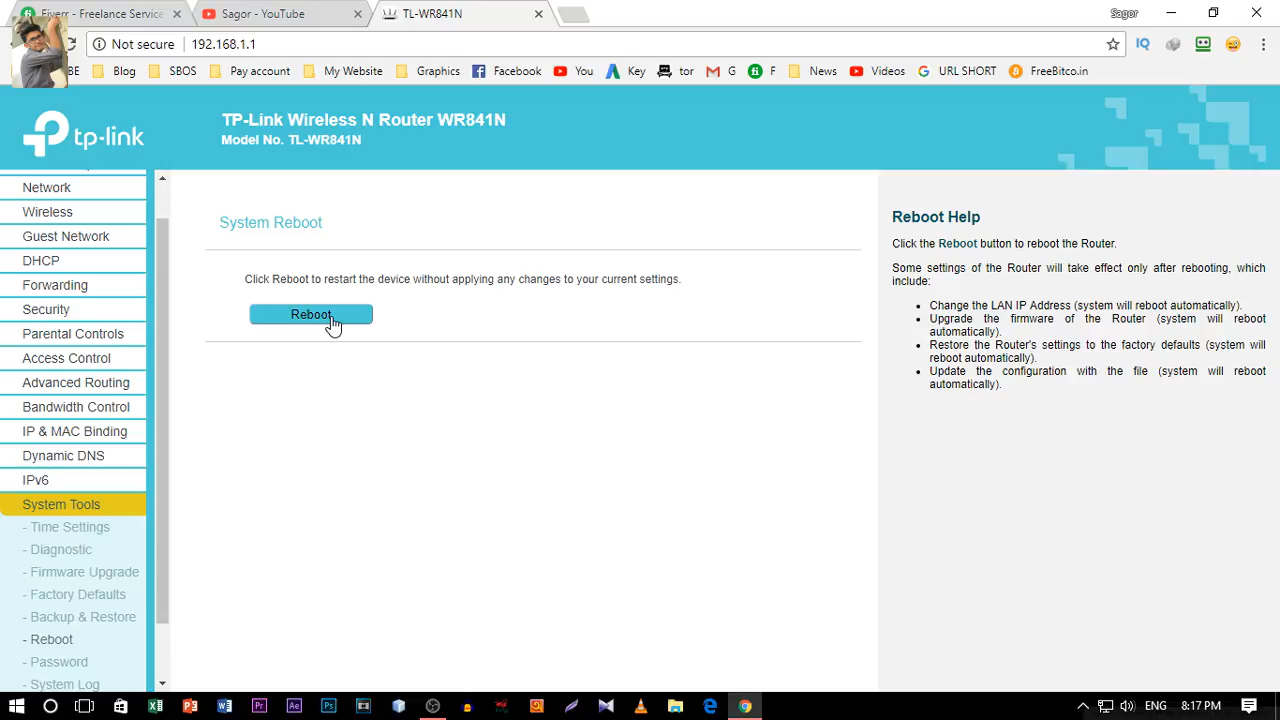 Fiverr - Freelance Service
Sagor - YouTube
TL-WR841N
Sagor
Not secure
192.168.1.1
BE
Blog
SBOS
Pay account
My Website
Graphics
Facebook
You
Key
tor
G
F
News
Videos
URL SHORT
FreeBitco.in
tp-link
TP-Link Wireless N Router WR841N
Model No. TL-WR841N
Network
Wireless
Guest Network
DHCP
Forwarding
Security
Parental Controls
Access Control
Advanced Routing
Bandwidth Control
IP & MAC Binding
Dynamic DNS
IPv6
System Tools
- Time Settings
- Diagnostic
- Firmware Upgrade
- Factory Defaults
- Backup & Restore
- Reboot
- Password
- System Log
System Reboot
Click Reboot to restart the device without applying any changes to your current settings.
Reboot
Reboot Help
Click the Reboot button to reboot the Router.
Some settings of the Router will take effect only after rebooting, which
include:
• Change the LAN IP Address (system will reboot automatically).
• Upgrade the firmware of the Router (system will reboot
automatically).
• Restore the Router's settings to the factory defaults (system will
reboot automatically).
• Update the configuration with the file (system will reboot
automatically).
ENG
8:17 PM